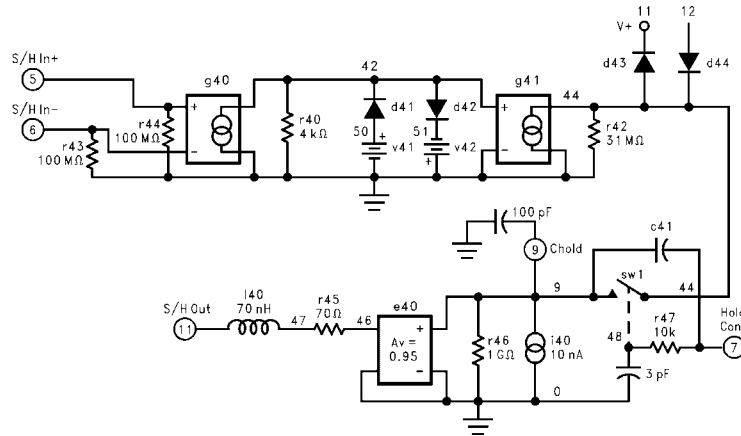 11
12
V+
S/H In+
g40
42
g41
d43
d44
5
44
S/H In-
d41
d42
6
r44
100 MΩ
r40
4 kΩ
50
51
r42
31 MΩ
r43
100 MΩ
v41
v42
100 pF
c41
9
Chold
sw1
l40
70 nH
9
44
S/H Out
r45
70Ω
e40
r47
10k
Hold
47
46
11
Av =
0.95
r46
1 GΩ
i40
10 nA
48
7
3 pF
0